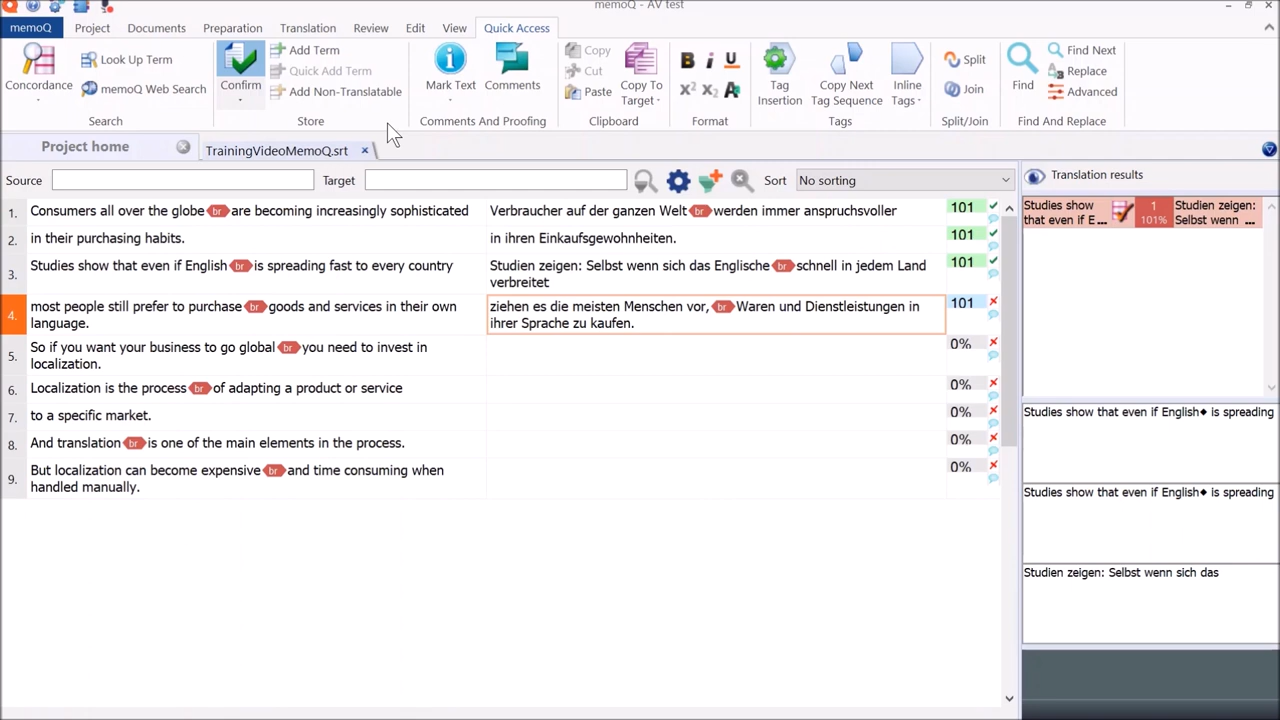 memoQ - AV test
memoQ Project Documents Preparation Translation Review Edit View Quick Access
Concordance
Look Up Term
memoQ Web Search
Search
Confirm
Add Term
Quick Add Term
Add Non-Translatable
Store
Mark Text
Comments
Comments And Proofing
Copy
Cut
Paste
Copy To
Target
Clipboard
B i U
X² X₂ A
Format
Tag
Insertion
Copy Next
Tag Sequence
Inline
Tags
Tags
Split
Join
Split/Join
Find
Find Next
Replace
Advanced
Find And Replace
Project home
TrainingVideoMemoQ.srt
Source
Target
Sort No sorting
Translation results
1. Consumers all over the globe br are becoming increasingly sophisticated
Verbraucher auf der ganzen Welt br werden immer anspruchsvoller
101
2. in their purchasing habits.
in ihren Einkaufsgewohnheiten.
101
3. Studies show that even if English br is spreading fast to every country
Studien zeigen: Selbst wenn sich das Englische br schnell in jedem Land
verbreitet
101
4. most people still prefer to purchase br goods and services in their own
language.
ziehen es die meisten Menschen vor, br Waren und Dienstleistungen in
ihrer Sprache zu kaufen.
101
5. So if you want your business to go global br you need to invest in
localization.
0%
6. Localization is the process br of adapting a product or service
0%
7. to a specific market.
0%
8. And translation br is one of the main elements in the process.
0%
9. But localization can become expensive br and time consuming when
handled manually.
0%
Studies show
that even if E...
1
101%
Studien zeigen:
Selbst wenn ...
Studies show that even if English♦ is spreading
Studies show that even if English♦ is spreading
Studien zeigen: Selbst wenn sich das